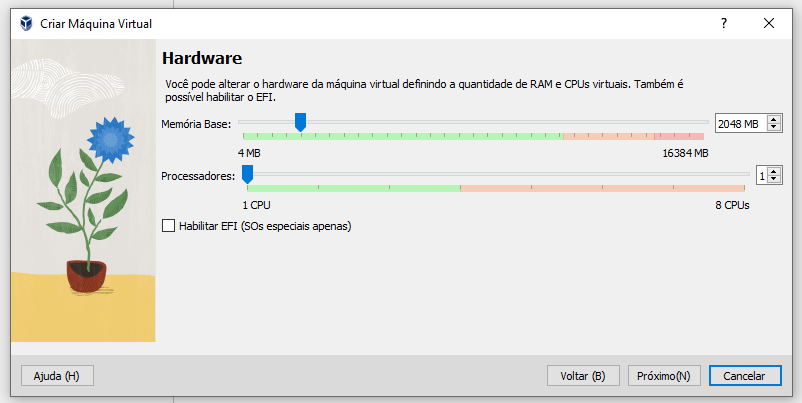 Criar Máquina Virtual
Hardware
Você pode alterar o hardware da máquina virtual definindo a quantidade de RAM e CPUs virtuais. Também é
possível habilitar o EFI.
Memória Base:
2048 MB
4 MB
16384 MB
Processadores:
1
1 CPU
8 CPUs
Habilitar EFI (SOs especiais apenas)
Ajuda (H)
Voltar (B)
Próximo(N)
Cancelar